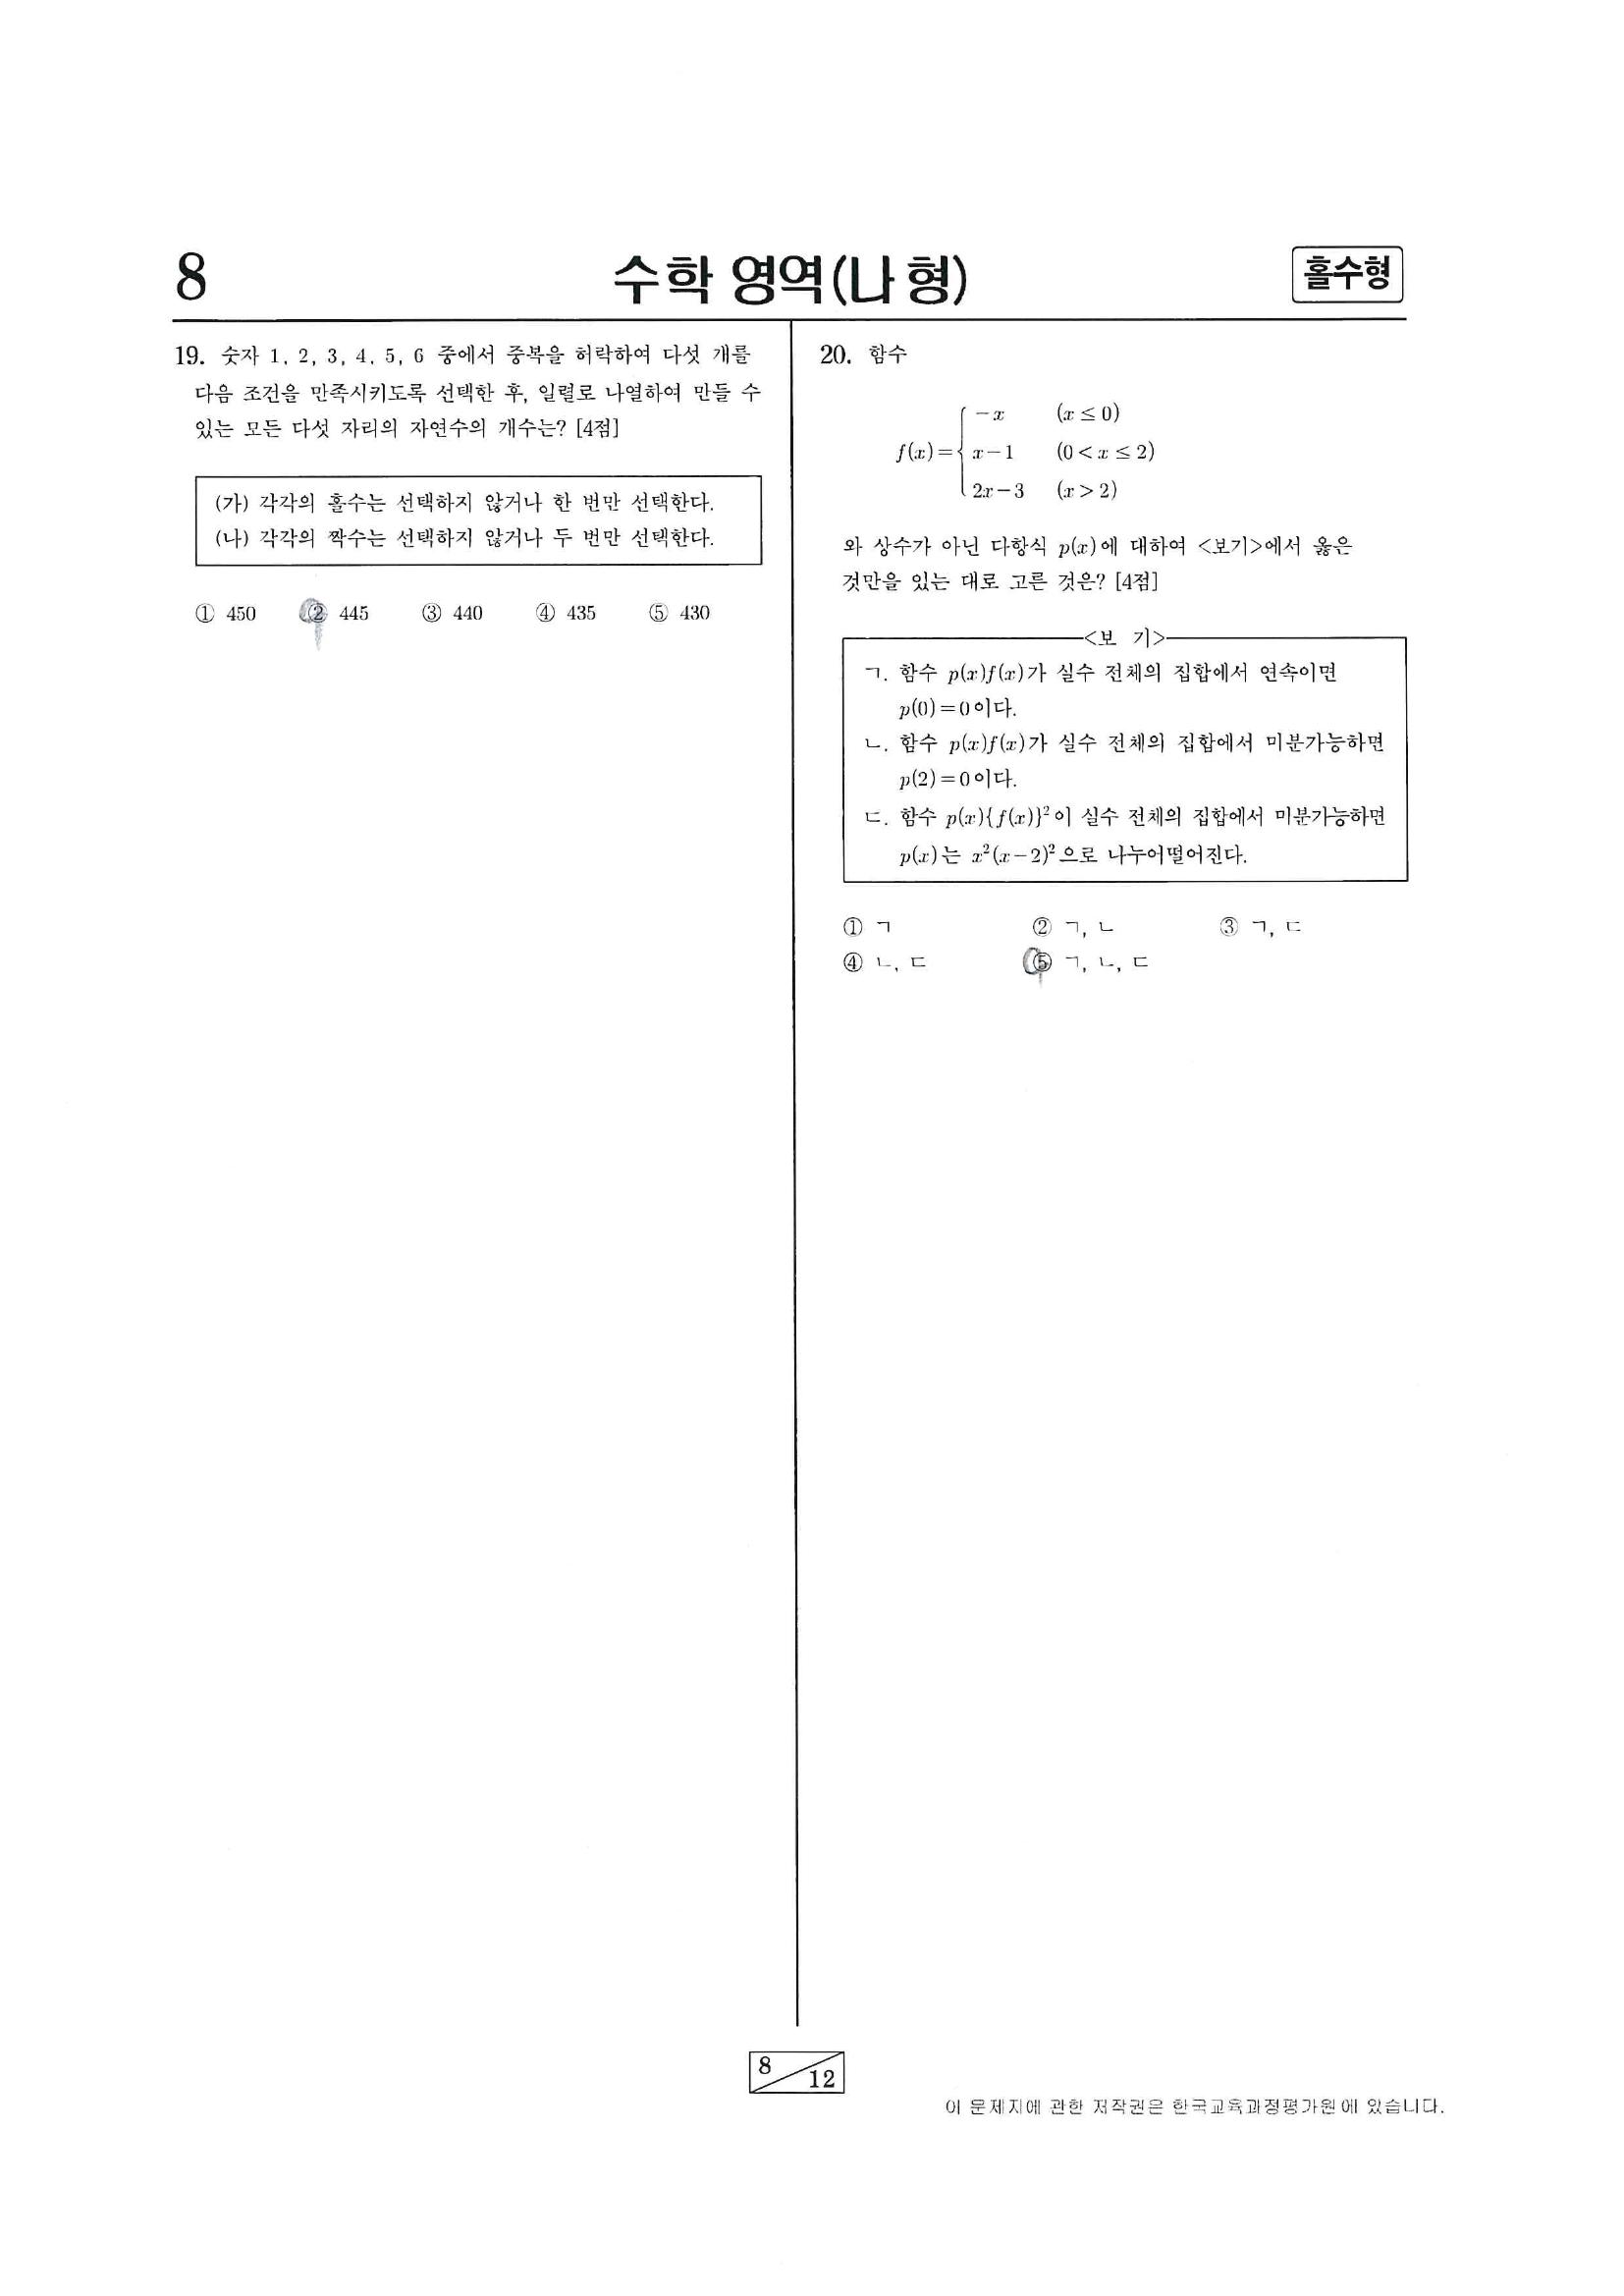 8
수학 영역(나 형)
홀수형
19. 숫자 1, 2, 3, 4, 5, 6 중에서 중복을 허락하여 다섯 개를
다음 조건을 만족시키도록 선택한 후, 일렬로 나열하여 만들 수
있는 모든 다섯 자리의 자연수의 개수는? [4점]
(가) 각각의 홀수는 선택하지 않거나 한 번만 선택한다.
(나) 각각의 짝수는 선택하지 않거나 두 번만 선택한다.
① 450 ② 445 ③ 440 ④ 435 ⑤ 430
20. 함수
-x (x ≤ 0)
f(x)= x-1 (0 < x ≤ 2)
2x-3 (x > 2)
와 상수가 아닌 다항식 p(x)에 대하여 <보기>에서 옳은
것만을 있는 대로 고른 것은? [4점]
<보 기>
ㄱ. 함수 p(x)f(x)가 실수 전체의 집합에서 연속이면
p(0)=0이다.
ㄴ. 함수 p(x)f(x)가 실수 전체의 집합에서 미분가능하면
p(2)=0이다.
ㄷ. 함수 p(x){f(x)}²이 실수 전체의 집합에서 미분가능하면
p(x)는 x²(x-2)²으로 나누어떨어진다.
① ㄱ ② ㄱ, ㄴ ③ ㄱ, ㄷ
④ ㄴ, ㄷ ⑤ ㄱ, ㄴ, ㄷ
8
12
이 문제지에 관한 저작권은 한국교육과정평가원에 있습니다.